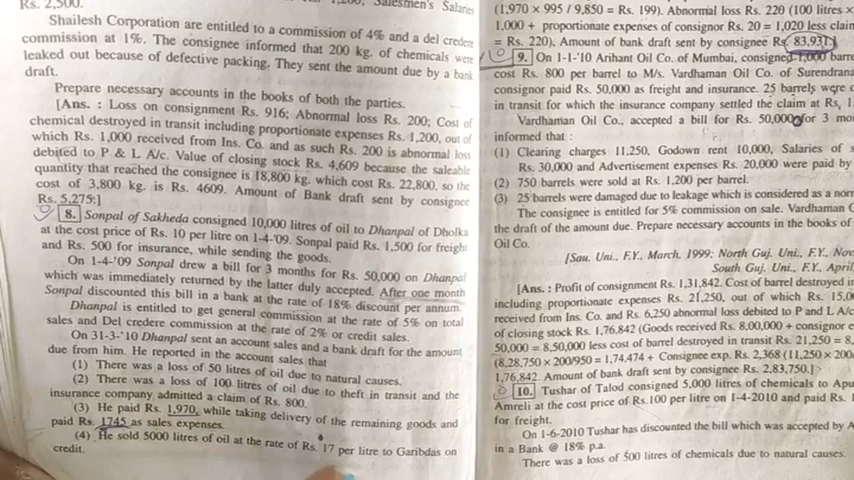 Rs. 2,500.
Salesmen's Salaries
Shailesh Corporation are entitled to a commission of 4% and a del credere
commission at 1%. The consignee informed that 200 kg. of chemicals were
leaked out because of defective packing. They sent the amount due by a bank
draft.
Prepare necessary accounts in the books of both the parties.
[Ans. : Loss on consignment Rs. 916; Abnormal loss Rs. 200; Cost of
chemical destroyed in transit including proportionate expenses Rs. 1,200, out of
which Rs. 1,000 received from Ins. Co. and as such Rs. 200 is abnormal loss
debited to P & L A/c. Value of closing stock Rs. 4,609 because the saleable
quantity that reached the consignee is 18,800 kg. which cost Rs. 22,800, so the
cost of 3,800 kg. is Rs. 4609. Amount of Bank draft sent by consignee
Rs. 5,275.]
8. Sonpal of Sakheda consigned 10,000 litres of oil to Dhanpal of Dholka
at the cost price of Rs. 10 per litre on 1-4-'09. Sonpal paid Rs. 1,500 for freight
and Rs. 500 for insurance, while sending the goods.
On 1-4-'09 Sonpal drew a bill for 3 months for Rs. 50,000 on Dhanpal
which was immediately returned by the latter duly accepted. After one month
Sonpal discounted this bill in a bank at the rate of 18% discount per annum.
Dhanpal is entitled to get general commission at the rate of 5% on total
sales and Del credere commission at the rate of 2% or credit sales.
On 31-3-'10 Dhanpal sent an account sales and a bank draft for the amount
due from him. He reported in the account sales that
(1) There was a loss of 50 litres of oil due to natural causes.
(2) There was a loss of 100 litres of oil due to theft in transit and the
insurance company admitted a claim of Rs. 800.
(3) He paid Rs. 1,970, while taking delivery of the remaining goods and
paid Rs. 1745 as sales expenses.
(4) He sold 5000 litres of oil at the rate of Rs. 17 per litre to Garibdas on
credit.
(1,970 × 995 / 9,850 = Rs. 199). Abnormal loss Rs. 220 (100 litres ×
1,000 + proportionate expenses of consignor Rs. 20 = 1,020 less claim
= Rs. 220), Amount of bank draft sent by consignee Rs. 83,931.]
9. On 1-1-'10 Arihant Oil Co. of Mumbai, consigned 1,000 barre
cost Rs. 800 per barrel to M/s. Vardhaman Oil Co. of Surendrana
consignor paid Rs. 50,000 as freight and insurance. 25 barrels were d
in transit for which the insurance company settled the claim at Rs, 1
Vardhaman Oil Co., accepted a bill for Rs. 50,000 for 3 mo
informed that :
(1) Clearing charges 11,250, Godown rent 10,000, Salaries of s
Rs. 30,000 and Advertisement expenses Rs. 20,000 were paid by
(2) 750 barrels were sold at Rs. 1,200 per barrel.
(3) 25 barrels were damaged due to leakage which is considered as a norm
The consignee is entitled for 5% commission on sale. Vardhaman O
the draft of the amount due. Prepare necessary accounts in the books of
Oil Co.
[Sau. Uni., F.Y., March, 1999; North Guj. Uni., F.Y., Nov
South Guj. Uni., F.Y., April
[Ans. : Profit of consignment Rs. 1,31,842. Cost of barrel destroyed in
including proportionate expenses Rs. 21,250, out of which Rs. 15,0
received from Ins. Co. and Rs. 6,250 abnormal loss debited to P and L A/c
of closing stock Rs. 1,76,842 (Goods received Rs. 8,00,000 + consignor e
50,000 = 8,50,000 less cost of barrel destroyed in transit Rs. 21,250 = 8,
(8,28,750 × 200/950 = 1,74,474 + Consignee exp. Rs. 2,368 (11,250 × 200
1,76,842. Amount of bank draft sent by consignee Rs. 2,83,750.]
10. Tushar of Talod consigned 5,000 litres of chemicals to Apu
Amreli at the cost price of Rs.100 per litre on 1-4-2010 and paid Rs. 1
for freight.
On 1-6-2010 Tushar has discounted the bill which was accepted by A
in a Bank @ 18% p.a.
There was a loss of 500 litres of chemicals due to natural causes.